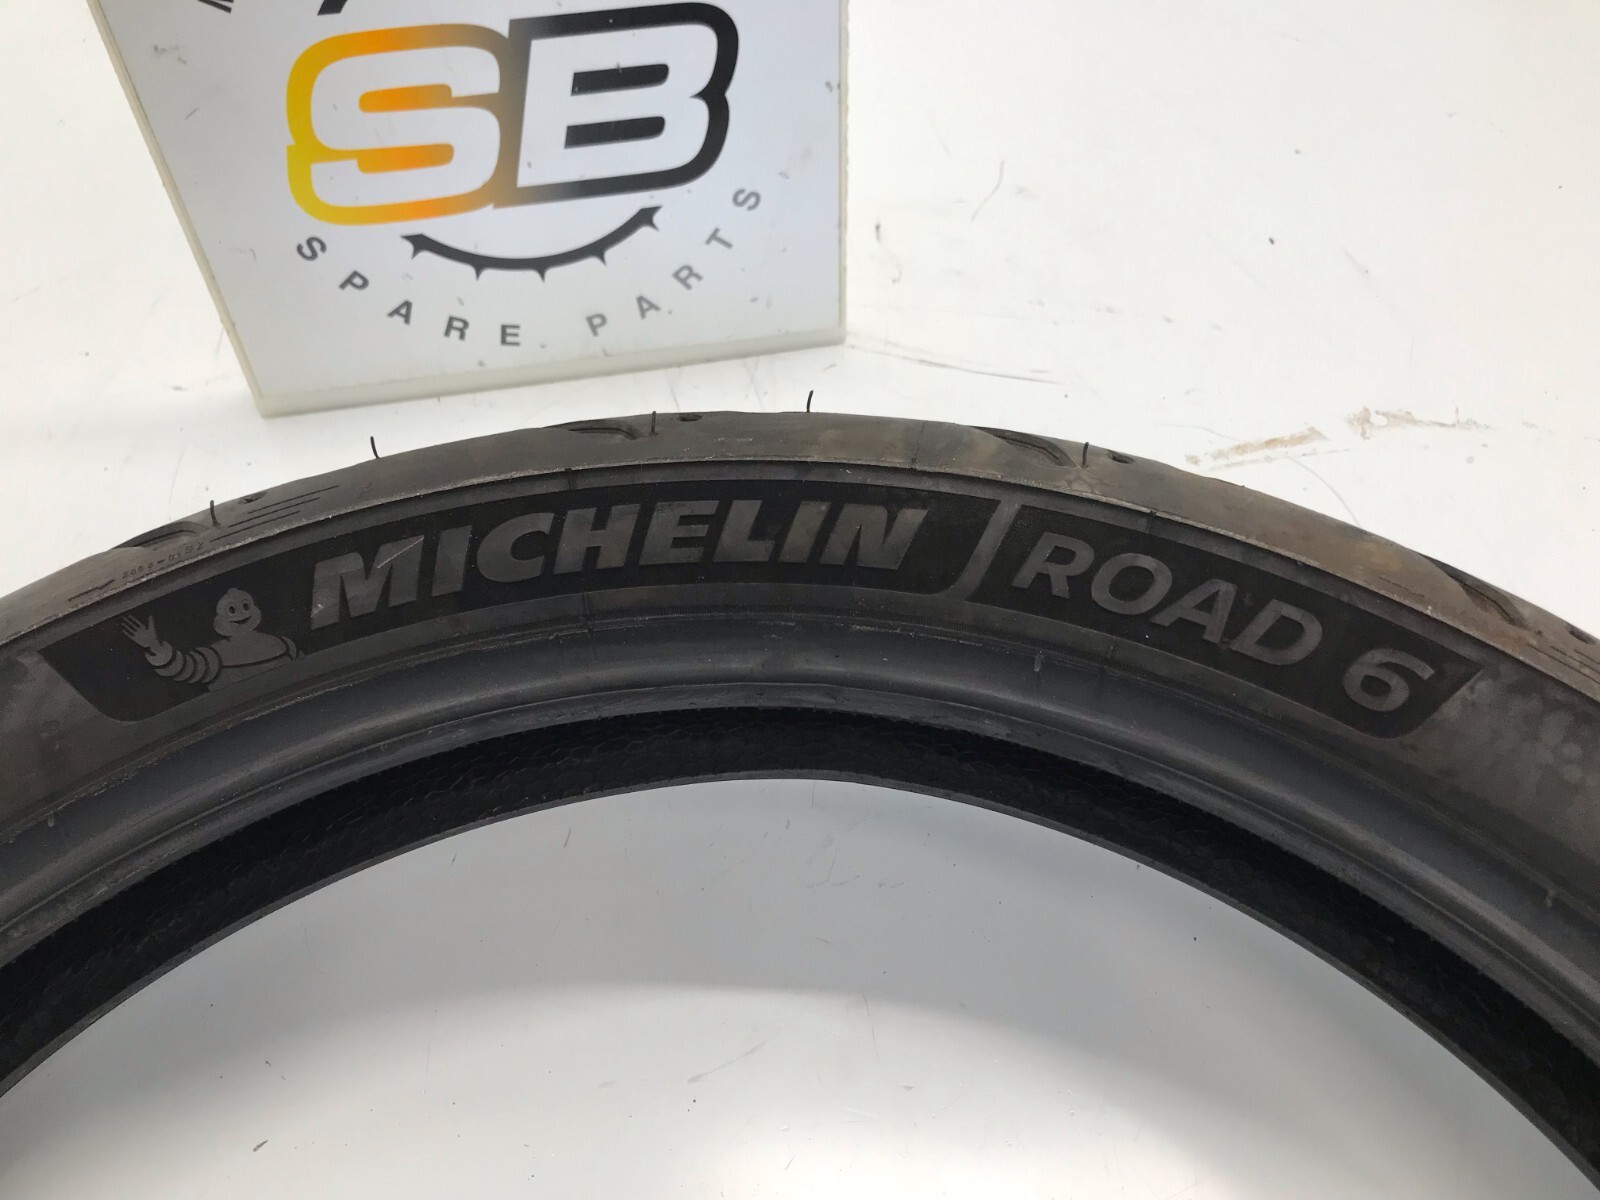 SB
SPARE PARTS
MICHELIN ROAD 6